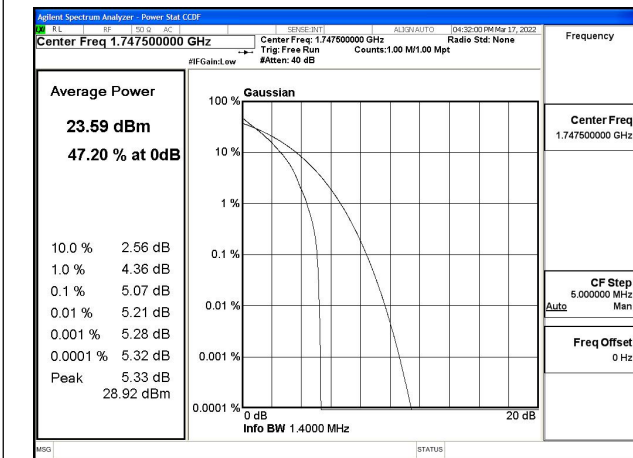 Agilent Spectrum Analyzer - Power Stat CCDF
RL RF 50 Ω AC SENSE:INT ALIGN AUTO 04:32:00 PM Mar 17, 2022
Center Freq 1.747500000 GHz
Center Freq: 1.747500000 GHz Radio Std: None
Trig: Free Run Counts:1.00 M/1.00 Mpt
#IFGain:Low #Atten: 40 dB
Frequency
Average Power
23.59 dBm
47.20 % at 0dB
10.0 % 2.56 dB
1.0 % 4.36 dB
0.1 % 5.07 dB
0.01 % 5.21 dB
0.001 % 5.28 dB
0.0001 % 5.32 dB
Peak 5.33 dB
28.92 dBm
Gaussian
100 %
10 %
1 %
0.1 %
0.01 %
0.001 %
0.0001 %
0 dB 20 dB
Info BW 1.4000 MHz
Center Freq
1.747500000 GHz
CF Step
5.000000 MHz
Auto Man
Freq Offset
0 Hz
MSG STATUS